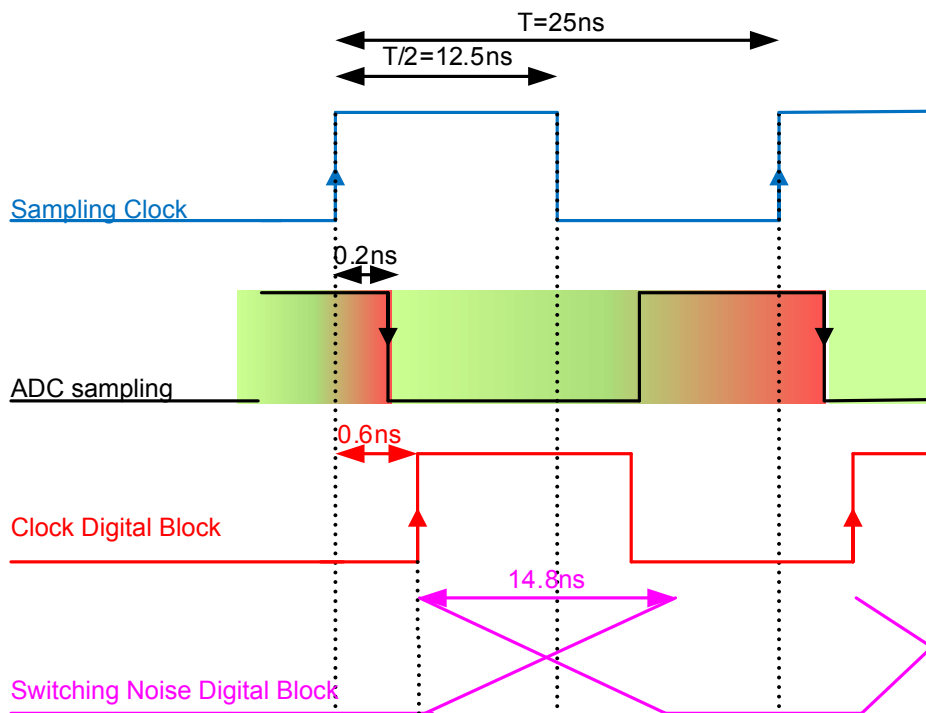 T=25ns
T/2=12.5ns
Sampling Clock
0.2ns
ADC sampling
0.6ns
Clock Digital Block
14.8ns
Switching Noise Digital Block